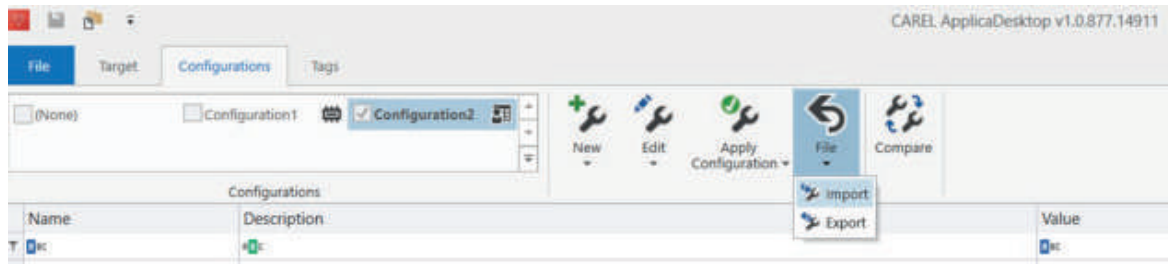 CAREL ApplicaDesktop v1.0.877.14911
File Target Configurations Tags
(None) Configuration1 Configuration2
New Edit Apply Configuration File Compare
Configurations
Import
Export
Name Description Value